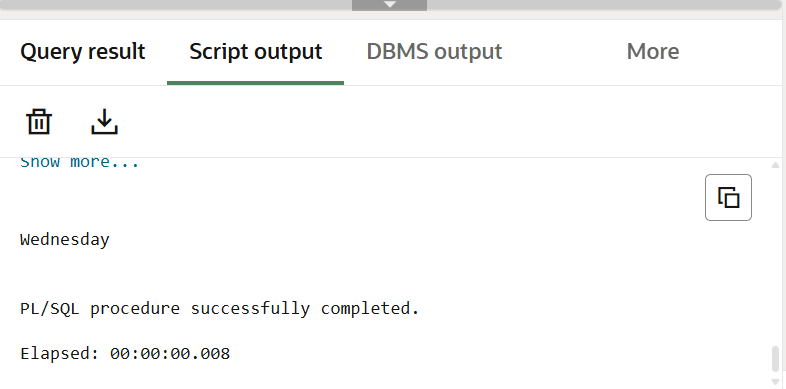 Query result Script output DBMS output More
Show more...
Wednesday
PL/SQL procedure successfully completed.
Elapsed: 00:00:00.008